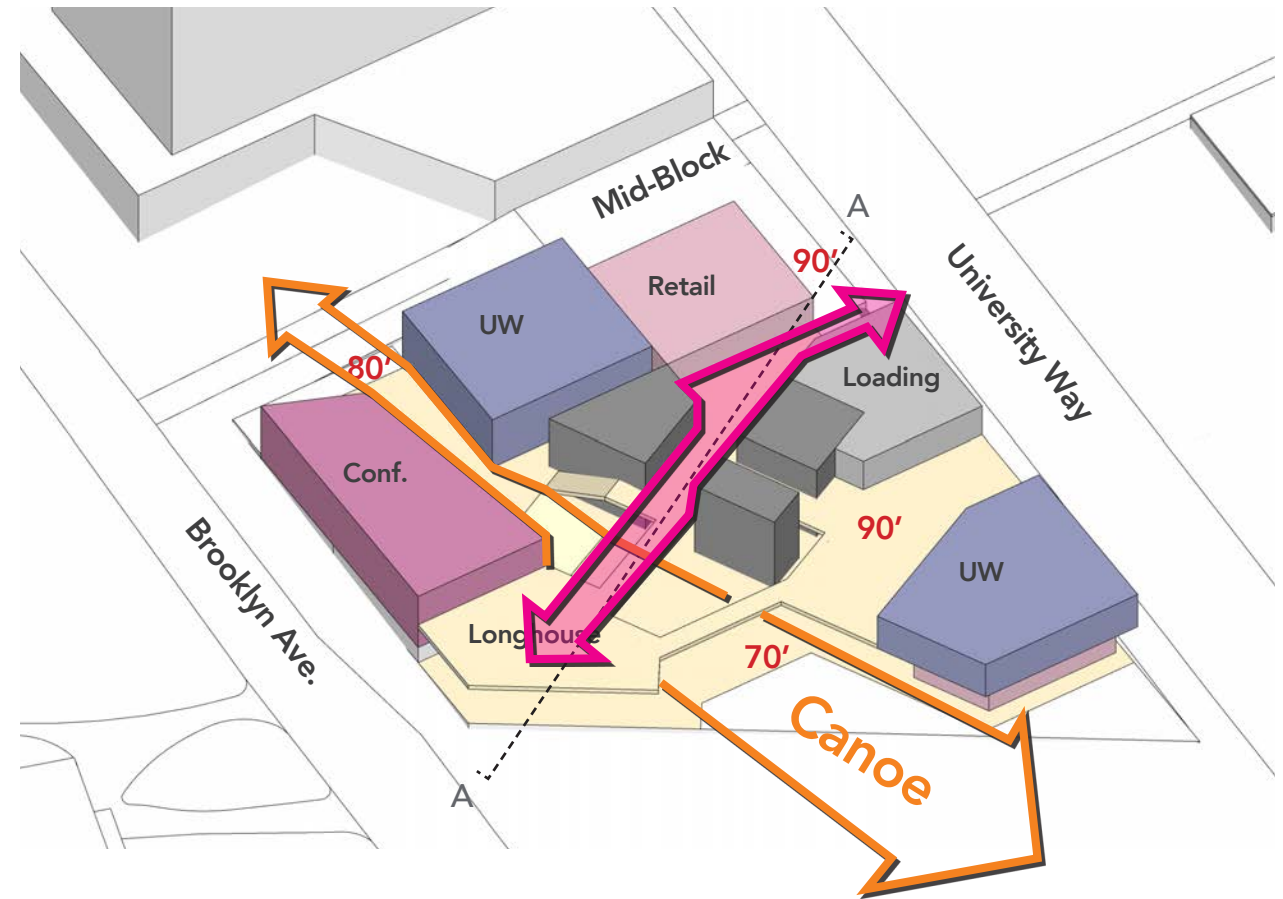 Mid-Block
A
90’
University Way
Retail
UW
80’
Loading
Conf.
90’
UW
Brooklyn Ave.
Longhouse
70’
Canoe
A